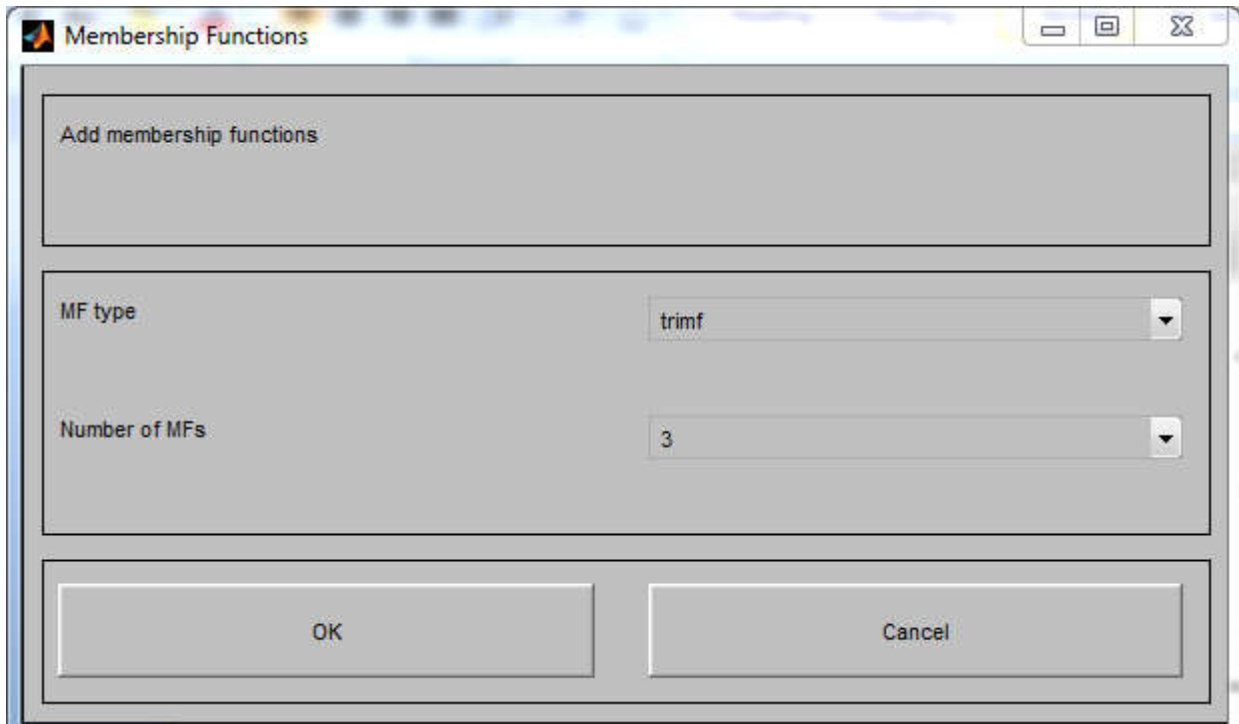 Membership Functions
Add membership functions
MF type
trimf
Number of MFs
3
OK
Cancel